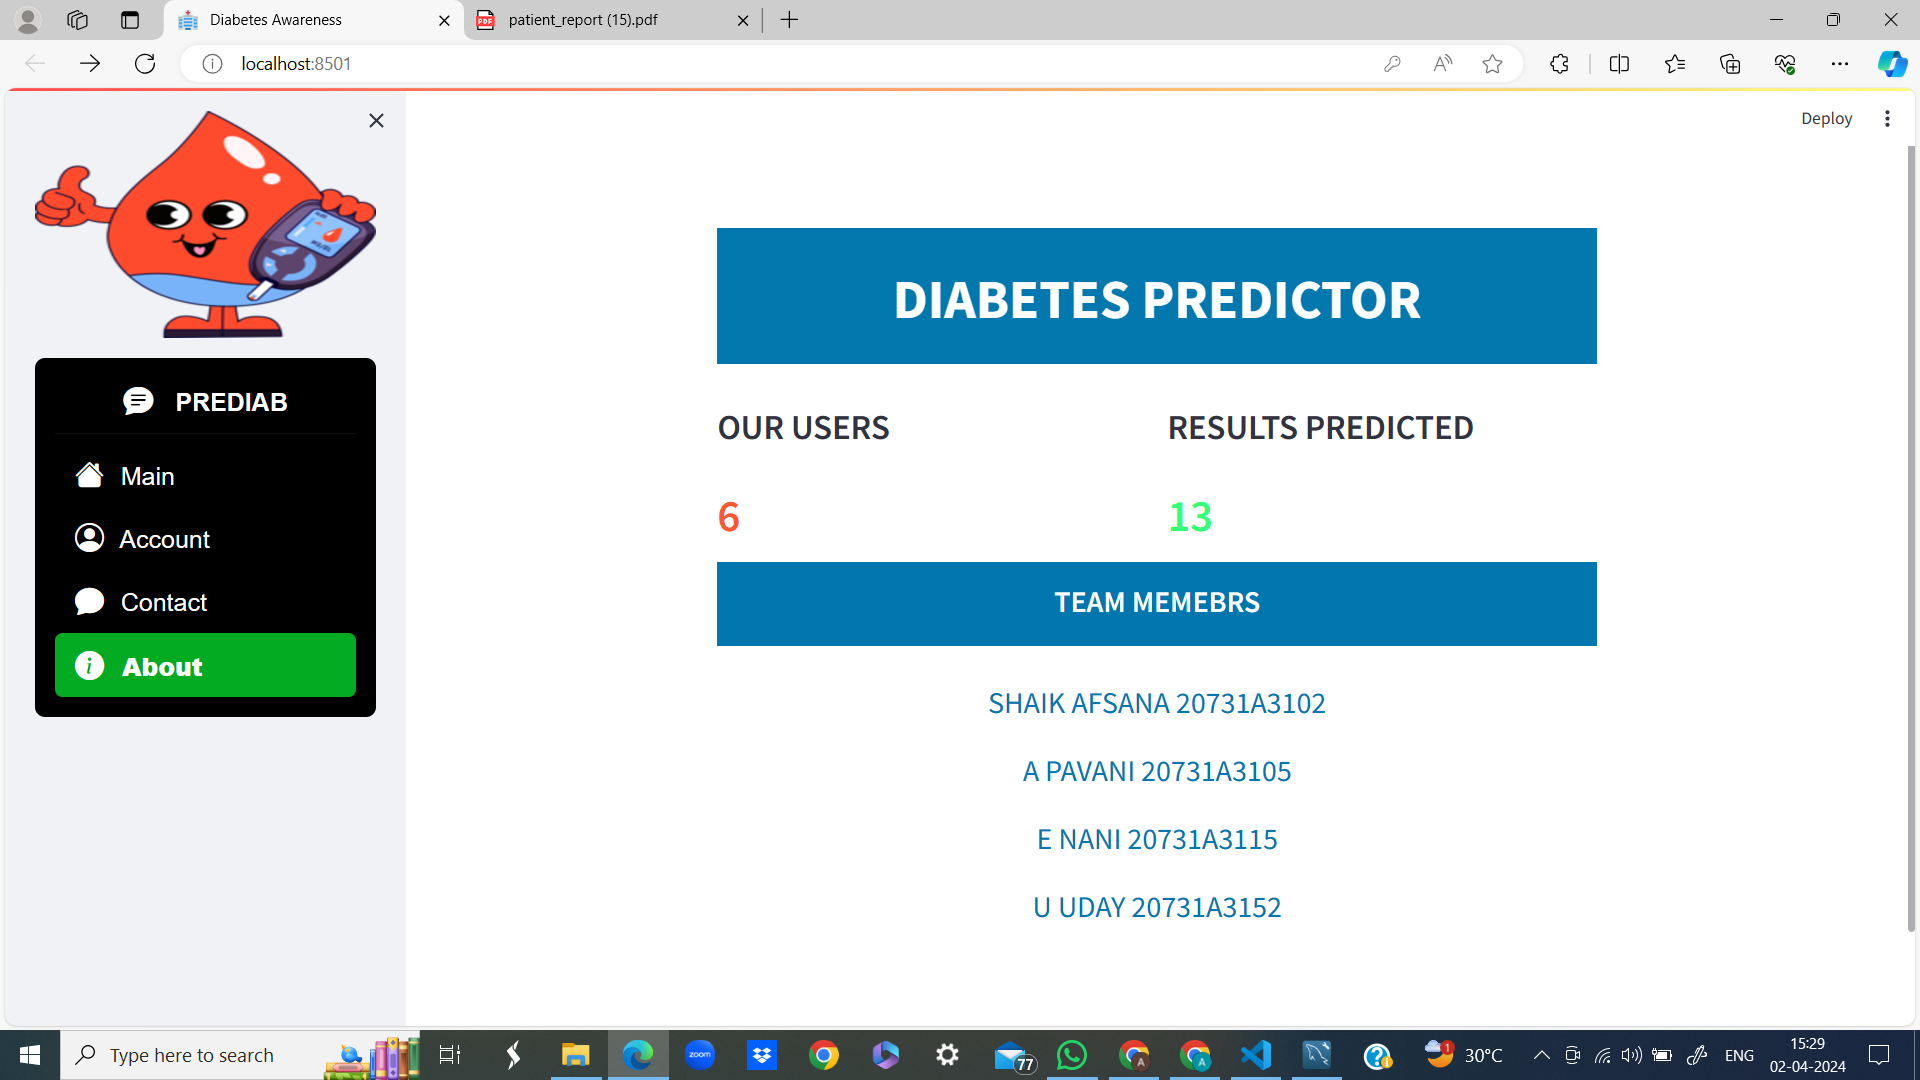 Diabetes Awareness
patient_report (15).pdf
localhost:8501
Deploy
PREDIAB
Main
Account
Contact
About
DIABETES PREDICTOR
OUR USERS
RESULTS PREDICTED
6
13
TEAM MEMEBRS
SHAIK AFSANA 20731A3102
A PAVANI 20731A3105
E NANI 20731A3115
U UDAY 20731A3152
Type here to search
zoom
77
A
A
1
30°C
ENG
15:29
02-04-2024